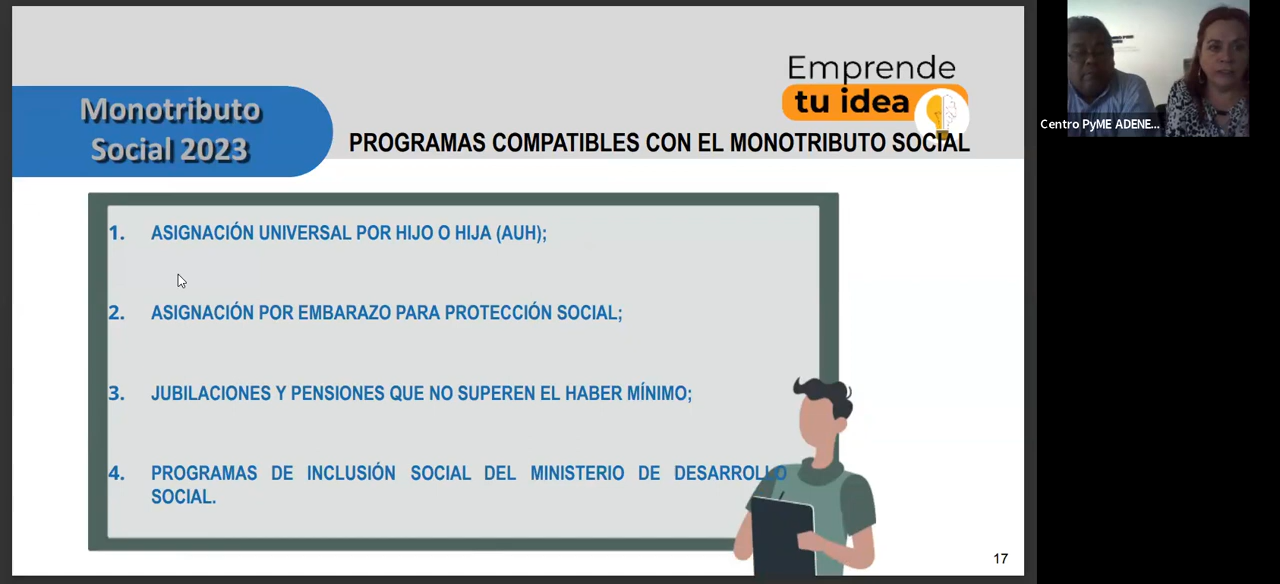 Emprende
tu idea
Monotributo
Social 2023
PROGRAMAS COMPATIBLES CON EL MONOTRIBUTO SOCIAL
1. ASIGNACIÓN UNIVERSAL POR HIJO O HIJA (AUH);
2. ASIGNACIÓN POR EMBARAZO PARA PROTECCIÓN SOCIAL;
3. JUBILACIONES Y PENSIONES QUE NO SUPEREN EL HABER MÍNIMO;
4. PROGRAMAS DE INCLUSIÓN SOCIAL DEL MINISTERIO DE DESARROLLO
SOCIAL.
17
Centro PyME ADENE...